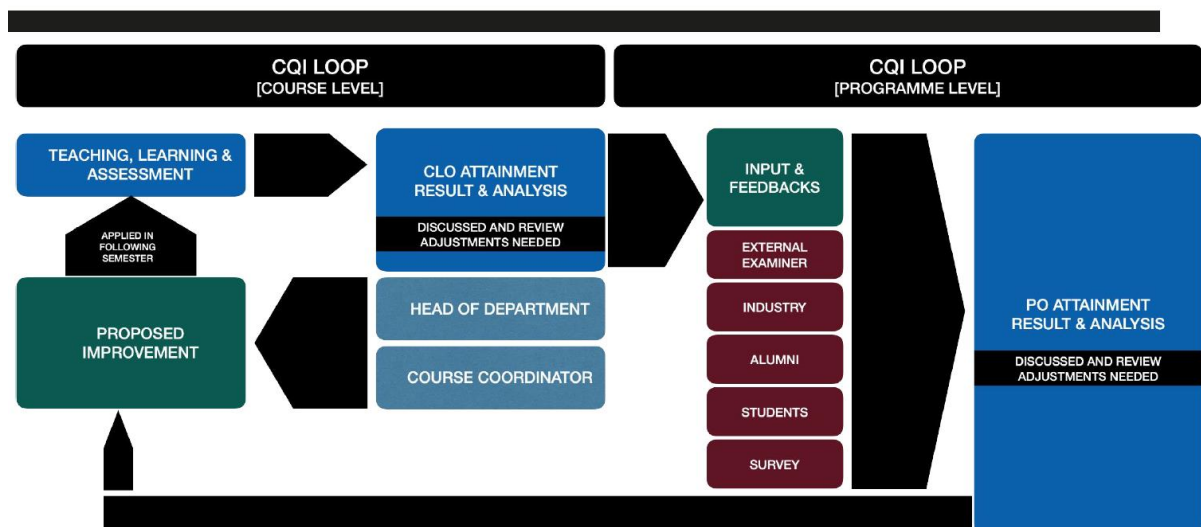 CQI LOOP
[COURSE LEVEL]
CQI LOOP
[PROGRAMME LEVEL]
TEACHING, LEARNING &
ASSESSMENT
CLO ATTAINMENT
RESULT & ANALYSIS
DISCUSSED AND REVIEW
ADJUSTMENTS NEEDED
INPUT &
FEEDBACKS
APPLIED IN
FOLLOWING
SEMESTER
PROPOSED
IMPROVEMENT
HEAD OF DEPARTMENT
COURSE COORDINATOR
EXTERNAL
EXAMINER
INDUSTRY
ALUMNI
STUDENTS
SURVEY
PO ATTAINMENT
RESULT & ANALYSIS
DISCUSSED AND REVIEW
ADJUSTMENTS NEEDED